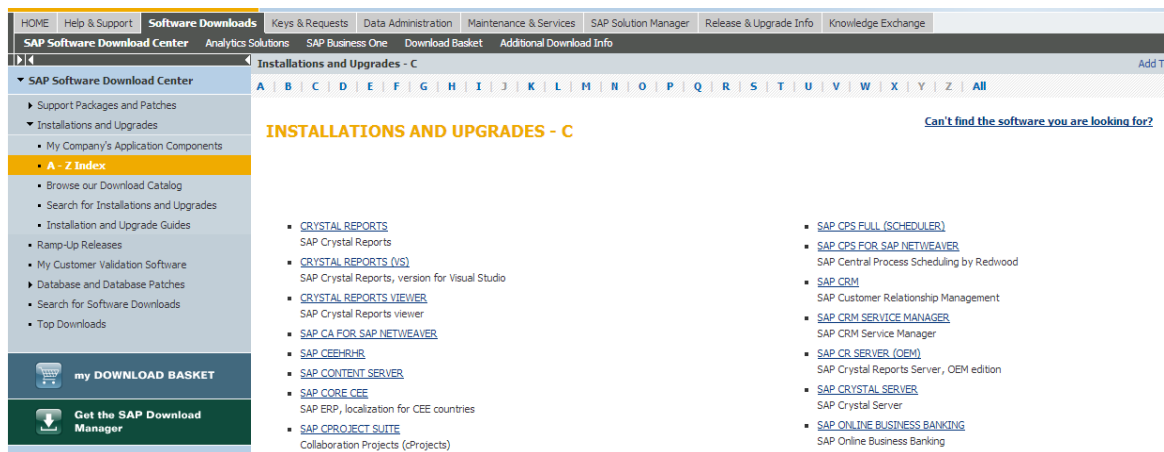 HOME Help & Support Software Downloads Keys & Requests Data Administration Maintenance & Services SAP Solution Manager Release & Upgrade Info Knowledge Exchange
SAP Software Download Center Analytics Solutions SAP Business One Download Basket Additional Download Info
Installations and Upgrades - C Add T
A | B | C | D | E | F | G | H | I | J | K | L | M | N | O | P | Q | R | S | T | U | V | W | X | Y | Z | All
SAP Software Download Center
Support Packages and Patches
Installations and Upgrades
My Company's Application Components
A - Z Index
Browse our Download Catalog
Search for Installations and Upgrades
Installation and Upgrade Guides
Ramp-Up Releases
My Customer Validation Software
Database and Database Patches
Search for Software Downloads
Top Downloads
my DOWNLOAD BASKET
Get the SAP Download
Manager
Can't find the software you are looking for?
INSTALLATIONS AND UPGRADES - C
CRYSTAL REPORTS
SAP Crystal Reports
CRYSTAL REPORTS (VS)
SAP Crystal Reports, version for Visual Studio
CRYSTAL REPORTS VIEWER
SAP Crystal Reports viewer
SAP CA FOR SAP NETWEAVER
SAP CEEHRHR
SAP CONTENT SERVER
SAP CORE CEE
SAP ERP, localization for CEE countries
SAP CPROJECT SUITE
Collaboration Projects (cProjects)
SAP CPS FULL (SCHEDULER)
SAP CPS FOR SAP NETWEAVER
SAP Central Process Scheduling by Redwood
SAP CRM
SAP Customer Relationship Management
SAP CRM SERVICE MANAGER
SAP CRM Service Manager
SAP CR SERVER (OEM)
SAP Crystal Reports Server, OEM edition
SAP CRYSTAL SERVER
SAP Crystal Server
SAP ONLINE BUSINESS BANKING
SAP Online Business Banking